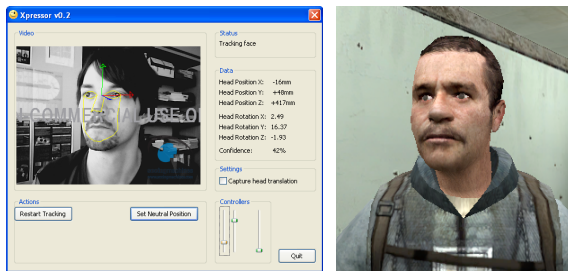 Xpressor v0.2
Video
COMMERCIAL USE O
Status
Tracking face
Data
Head Position X: -16mm
Head Position Y: +48mm
Head Position Z: +417mm
Head Rotation X: 2.49
Head Rotation Y: 16.37
Head Rotation Z: -1.93
Confidence: 42%
Settings
Capture head translation
Actions
Restart Tracking
Set Neutral Position
Controllers
Quit